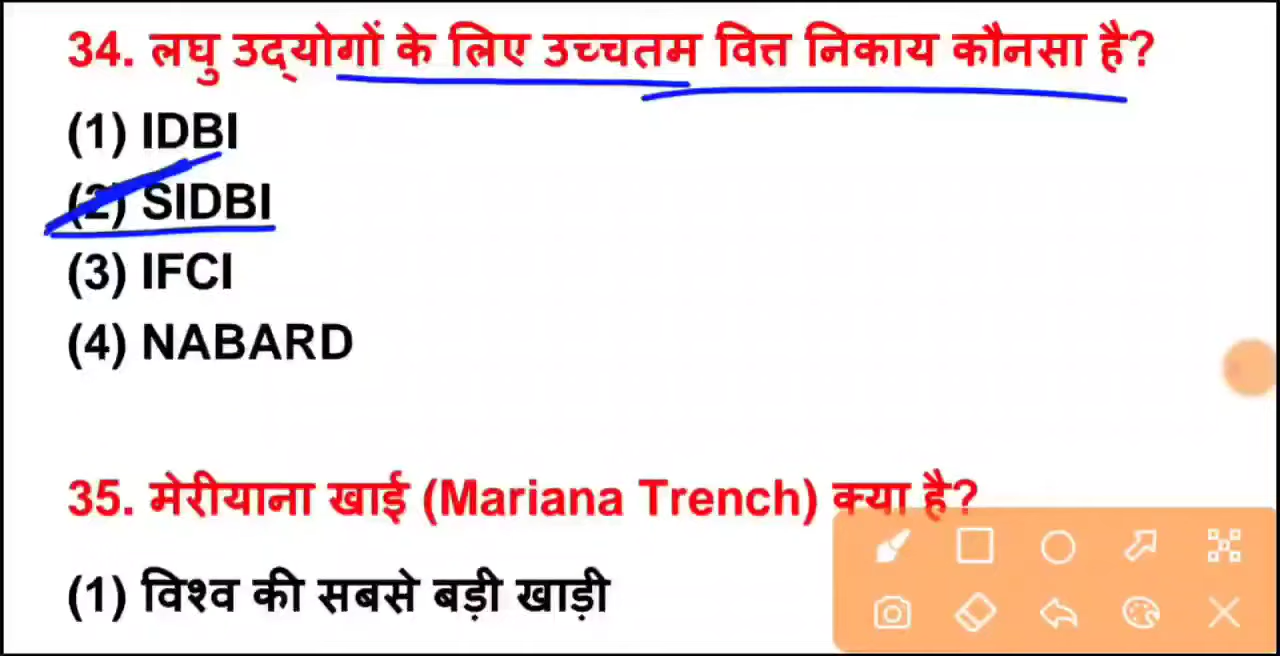 34. लघु उद्योगों के लिए उच्चतम वित्त निकाय कौनसा है?
(1) IDBI
(2) SIDBI
(3) IFCI
(4) NABARD
35. मेरीयाना खाई (Mariana Trench) क्या है?
(1) विश्व की सबसे बड़ी खाड़ी